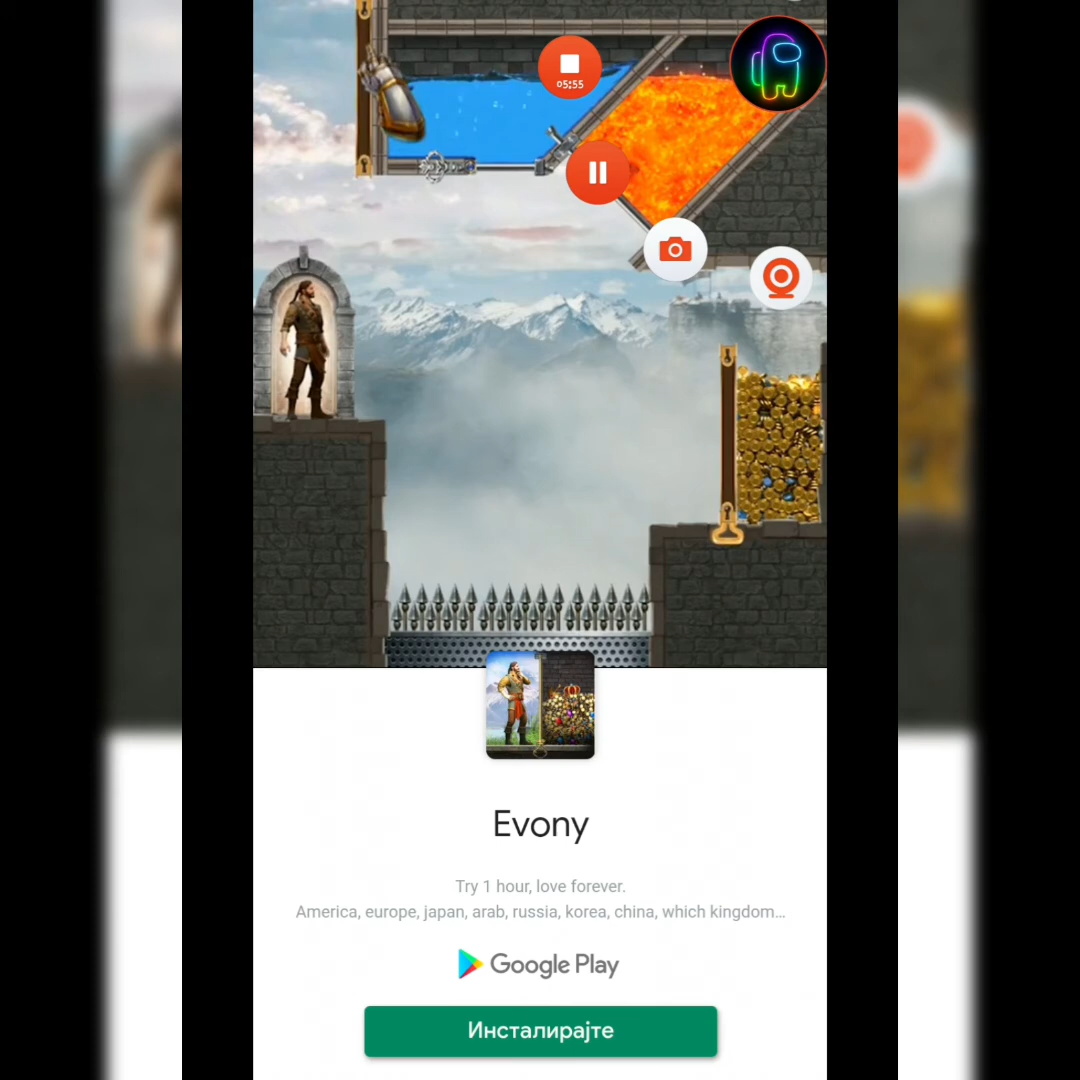 05:55
Evony
Try 1 hour, love forever.
America, europe, japan, arab, russia, korea, china, which kingdom...
Google Play
Инсталирајте